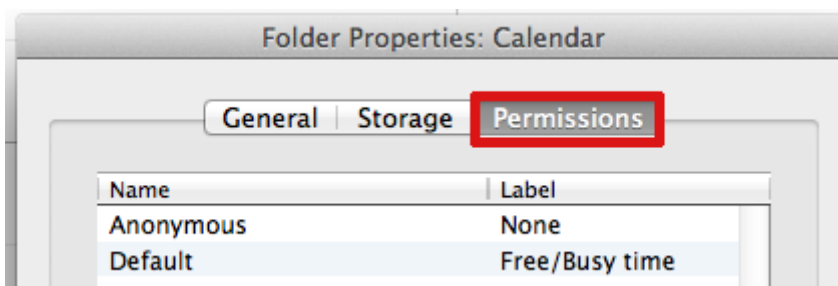 Folder Properties: Calendar
General Storage Permissions
Name Label
Anonymous None
Default Free/Busy time